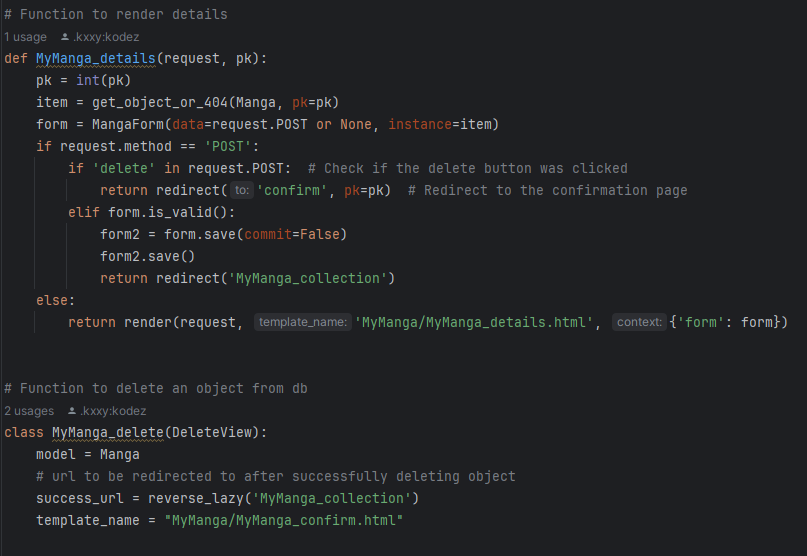 # Function to render details
1 usage .kxxy:kodez
def MyManga_details(request, pk):
pk = int(pk)
item = get_object_or_404(Manga, pk=pk)
form = MangaForm(data=request.POST or None, instance=item)
if request.method == 'POST':
if 'delete' in request.POST: # Check if the delete button was clicked
return redirect( to: 'confirm', pk=pk) # Redirect to the confirmation page
elif form.is_valid():
form2 = form.save(commit=False)
form2.save()
return redirect('MyManga_collection')
else:
return render(request, template_name: 'MyManga/MyManga_details.html', context: {'form': form})
# Function to delete an object from db
2 usages .kxxy:kodez
class MyManga_delete(DeleteView):
model = Manga
# url to be redirected to after successfully deleting object
success_url = reverse_lazy('MyManga_collection')
template_name = "MyManga/MyManga_confirm.html"